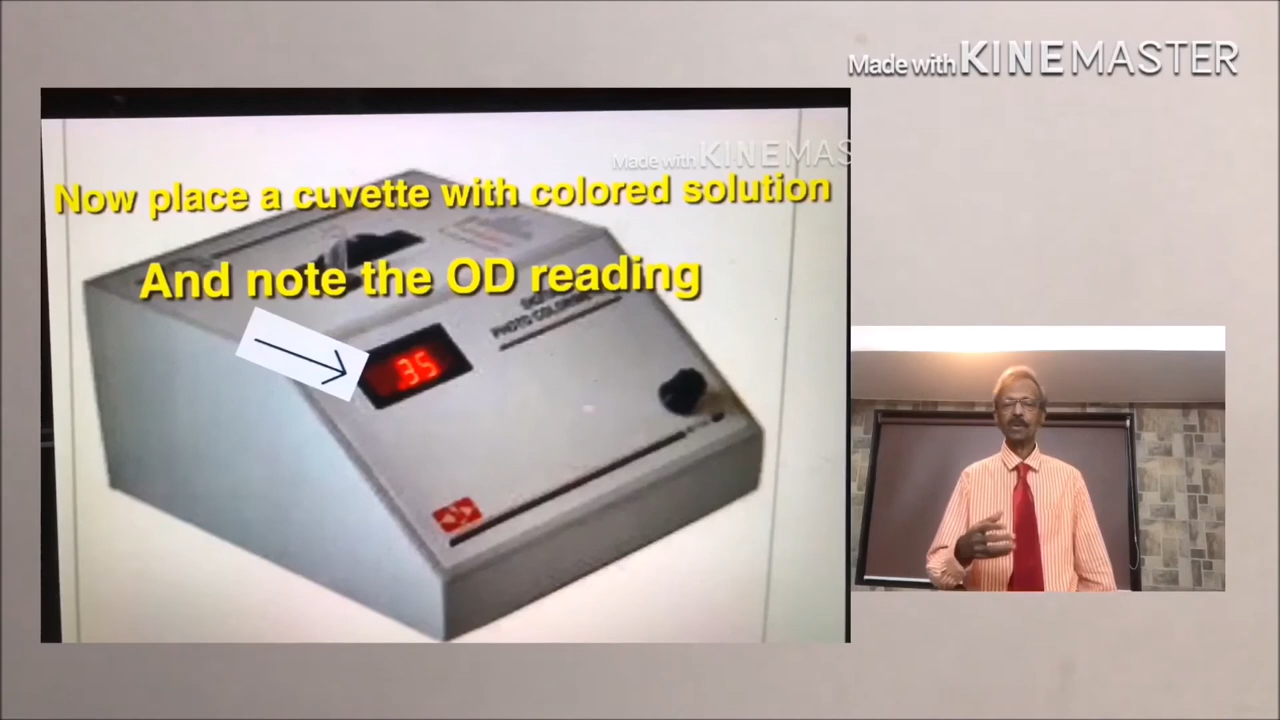 Made with KINEMASTER
Made with KINEMAS
Now place a cuvette with colored solution
And note the OD reading
PHOTO
35